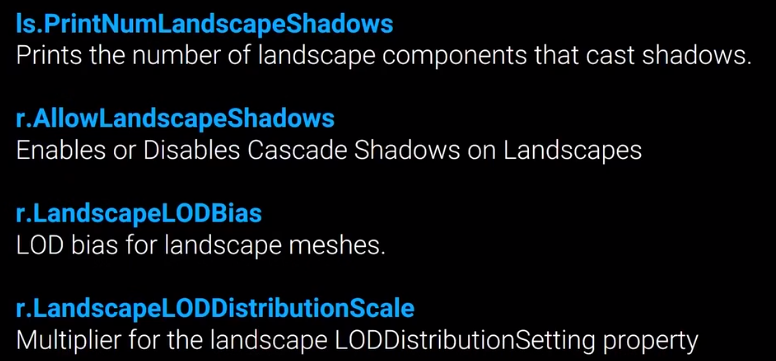 ls.PrintNumLandscapeShadows
Prints the number of landscape components that cast shadows.
r.AllowLandscapeShadows
Enables or Disables Cascade Shadows on Landscapes
r.LandscapeLODBias
LOD bias for landscape meshes.
r.LandscapeLODDistributionScale
Multiplier for the landscape LODDistributionSetting property